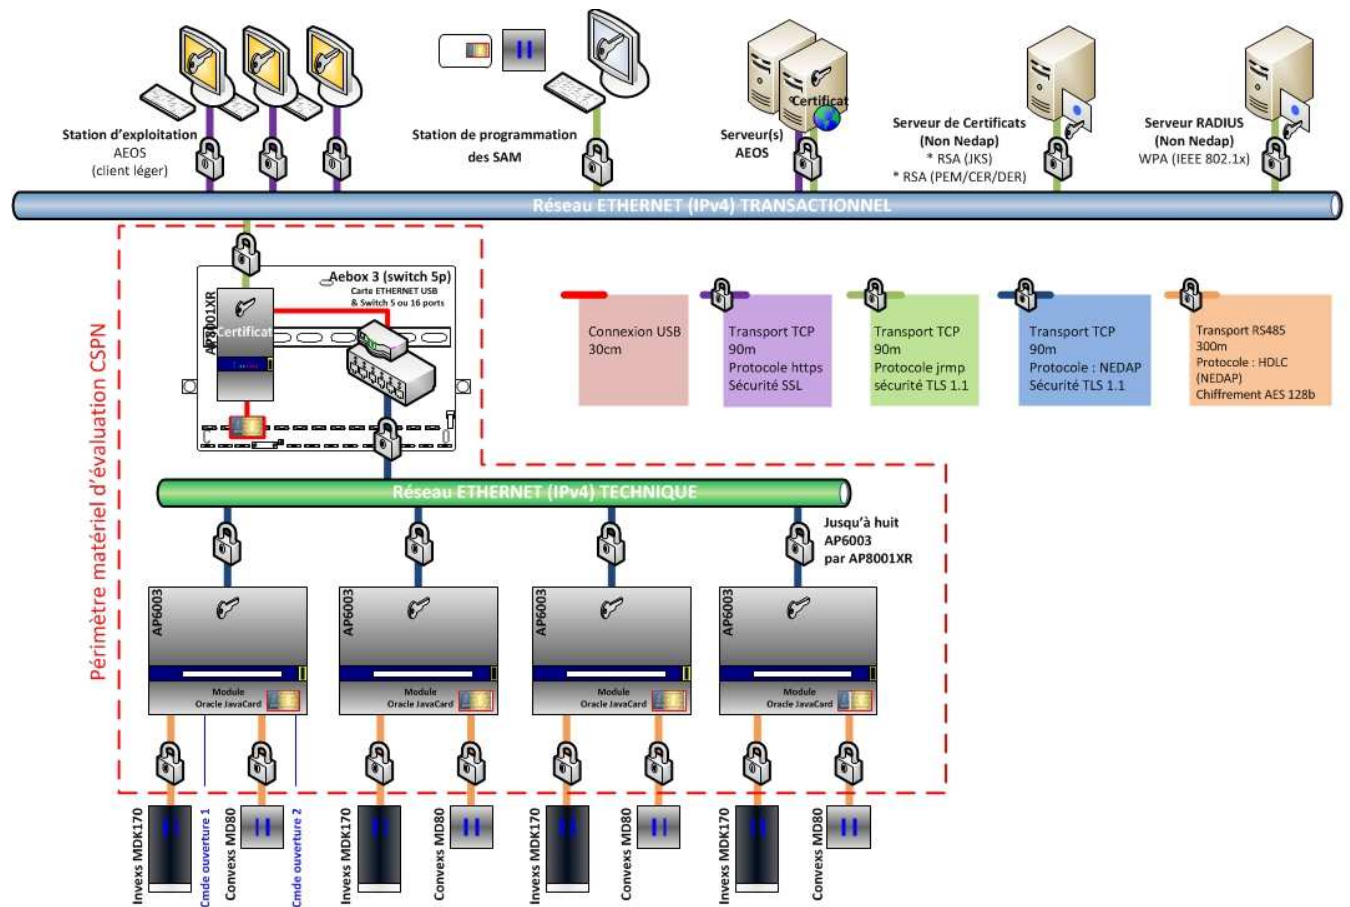 Station d'exploitation
AEOS
(client léger)
Station de programmation
des SAM
Serveur(s)
AEOS
Certificat
Serveur de Certificats
(Non Nedap)
* RSA (JKS)
* RSA (PEM/CER/DER)
Serveur RADIUS
(Non Nedap)
WPA (IEEE 802.1x)
Réseau ETHERNET (IPv4) TRANSACTIONNEL
Périmètre matériel d'évaluation CSPN
Aebox 3 (switch 5p)
Carte ETHERNET USB
& Switch 5 ou 16 ports
AP8001XR
Certificat
Connexion USB
30cm
Transport TCP
90m
Protocole https
Sécurité SSL
Transport TCP
90m
Protocole jrmp
sécurité TLS 1.1
Transport TCP
90m
Protocole : NEDAP
Sécurité TLS 1.1
Transport RS485
300m
Protocole : HDLC
(NEDAP)
Chiffrement AES 128b
Réseau ETHERNET (IPv4) TECHNIQUE
Jusqu'à huit
AP6003
par AP8001XR
AP6003
Module
Oracle JavaCard
AP6003
Module
Oracle JavaCard
AP6003
Module
Oracle JavaCard
AP6003
Module
Oracle JavaCard
Invexs MDK170
Cmde ouverture 1
Convexs MD80
Cmde ouverture 2
Invexs MDK170
Convexs MD80
Invexs MDK170
Convexs MD80
Invexs MDK170
Convexs MD80